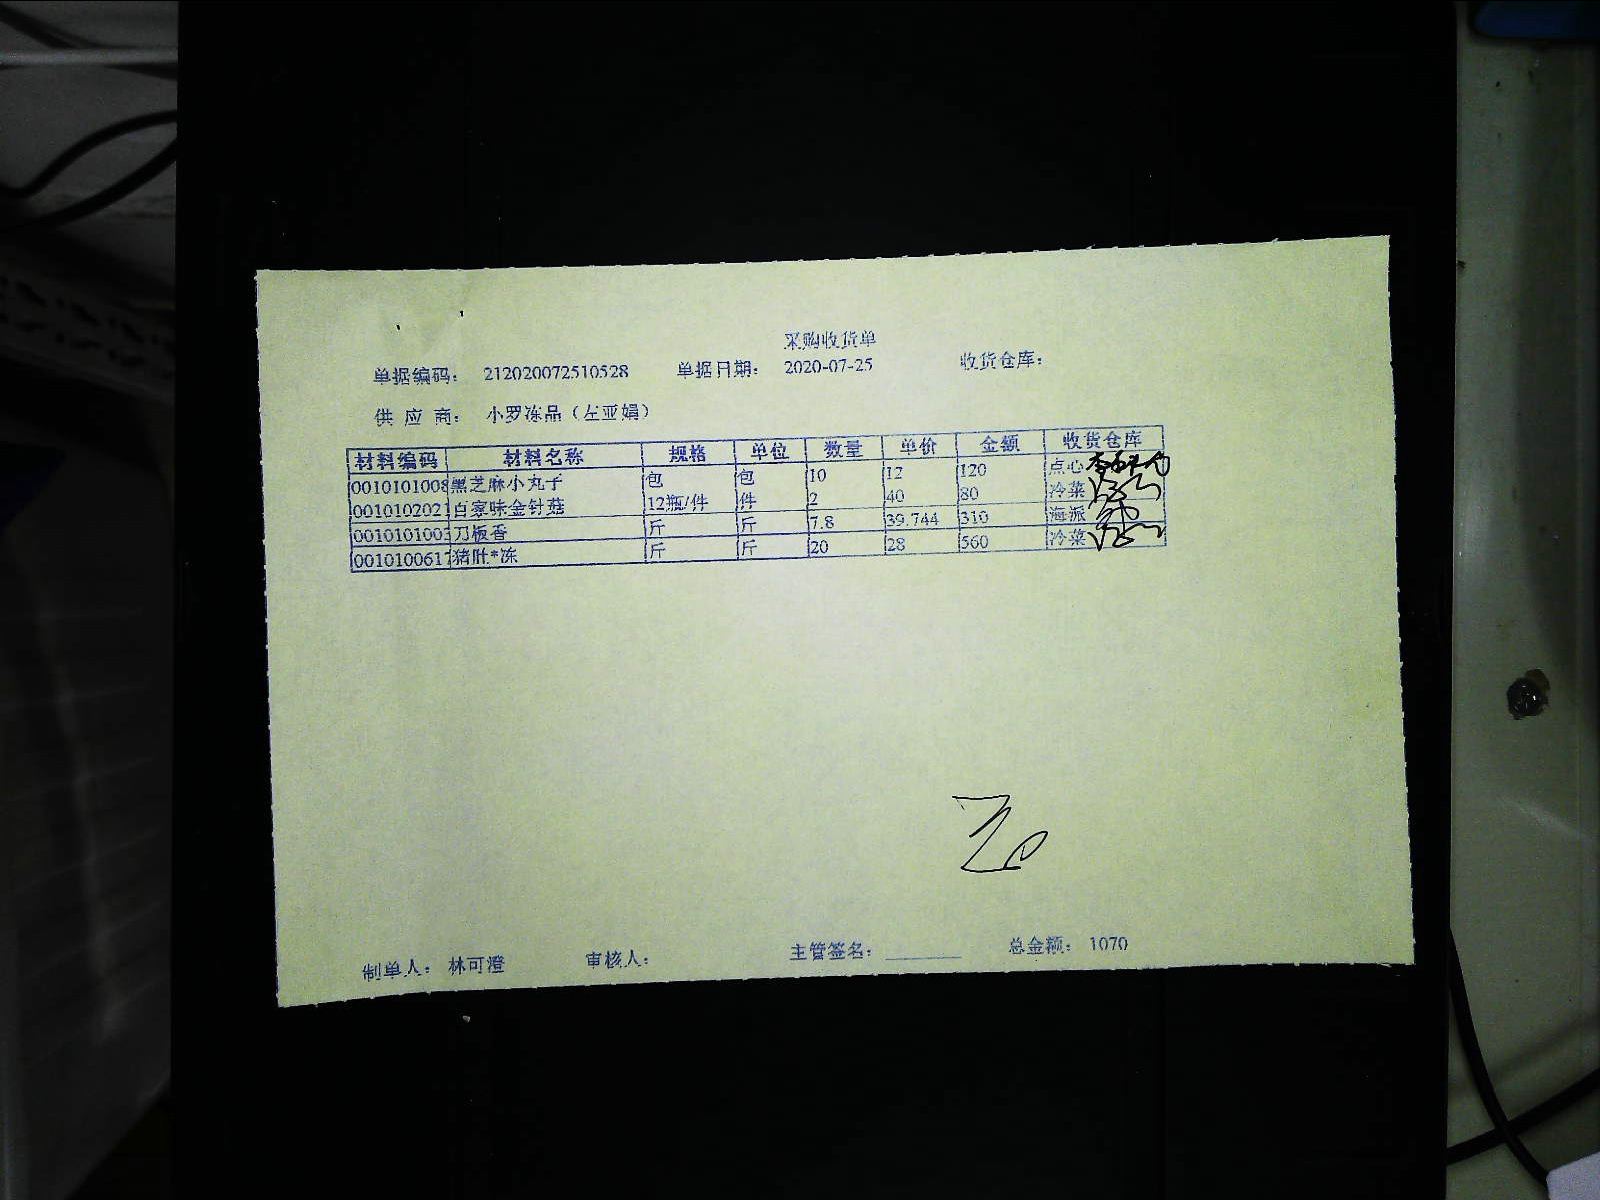 采购收货单
单据编码： 212020072510528 单据日期： 2020-07-25 收货仓库：
供 应 商： 小罗冻品（左亚娟）
材料编码 材料名称 规格 单位 数量 单价 金额 收货仓库
0010101008 黑芝麻小丸子 包 包 10 12 120 点心
0010102021 百家味金针菇 12瓶/件 件 2 40 80 冷菜
001010100 刀板香 斤 斤 7.8 39.744 310 海派
0010100617 猪肚*冻 斤 斤 20 28 560 冷菜
制单人： 林可澄 审核人： 主管签名： 总金额： 1070